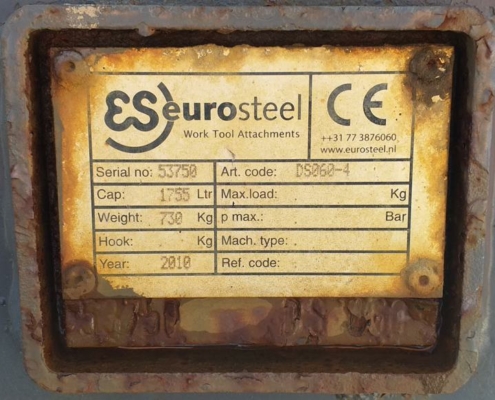 ES eurosteel
Work Tool Attachments
CE
++31 77 3876060
www.eurosteel.nl
Serial no: 53750 Art. code: DS060-4
Cap: 1755 Ltr Max.load: Kg
Weight: 730 Kg p max.: Bar
Hook: Kg Mach. type:
Year: 2010 Ref. code: